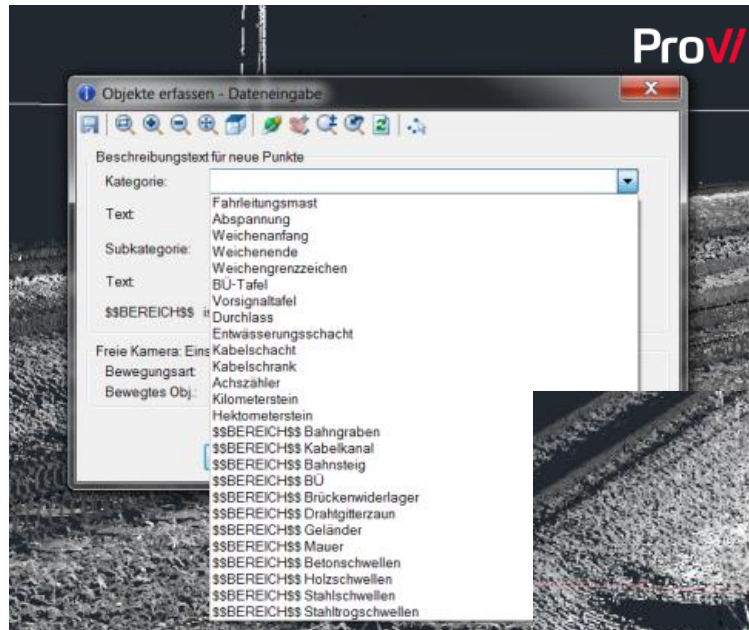 ProV//
Objekte erfassen - Dateneingabe
Beschreibungstext für neue Punkte
Kategorie:
Text:
Subkategorie:
Text:
$$BEREICH$$
Freie Kamera:
Bewegungsart:
Bewegtes Obj.:
Fahrleitungsmast
Abspannung
Weichenanfang
Weichenende
Weichengrenzzeichen
BÜ-Tafel
Vorsignaltafel
Durchlass
Entwässerungsschacht
Kabelschacht
Kabelschrank
Achszähler
Kilometerstein
Hektometerstein
$$BEREICH$$ Bahngraben
$$BEREICH$$ Kabelkanal
$$BEREICH$$ Bahnsteig
$$BEREICH$$ BÜ
$$BEREICH$$ Brückenwiderlager
$$BEREICH$$ Drahtgitterzaun
$$BEREICH$$ Geländer
$$BEREICH$$ Mauer
$$BEREICH$$ Betonschwellen
$$BEREICH$$ Holzschwellen
$$BEREICH$$ Stahlschwellen
$$BEREICH$$ Stahltrogschwellen